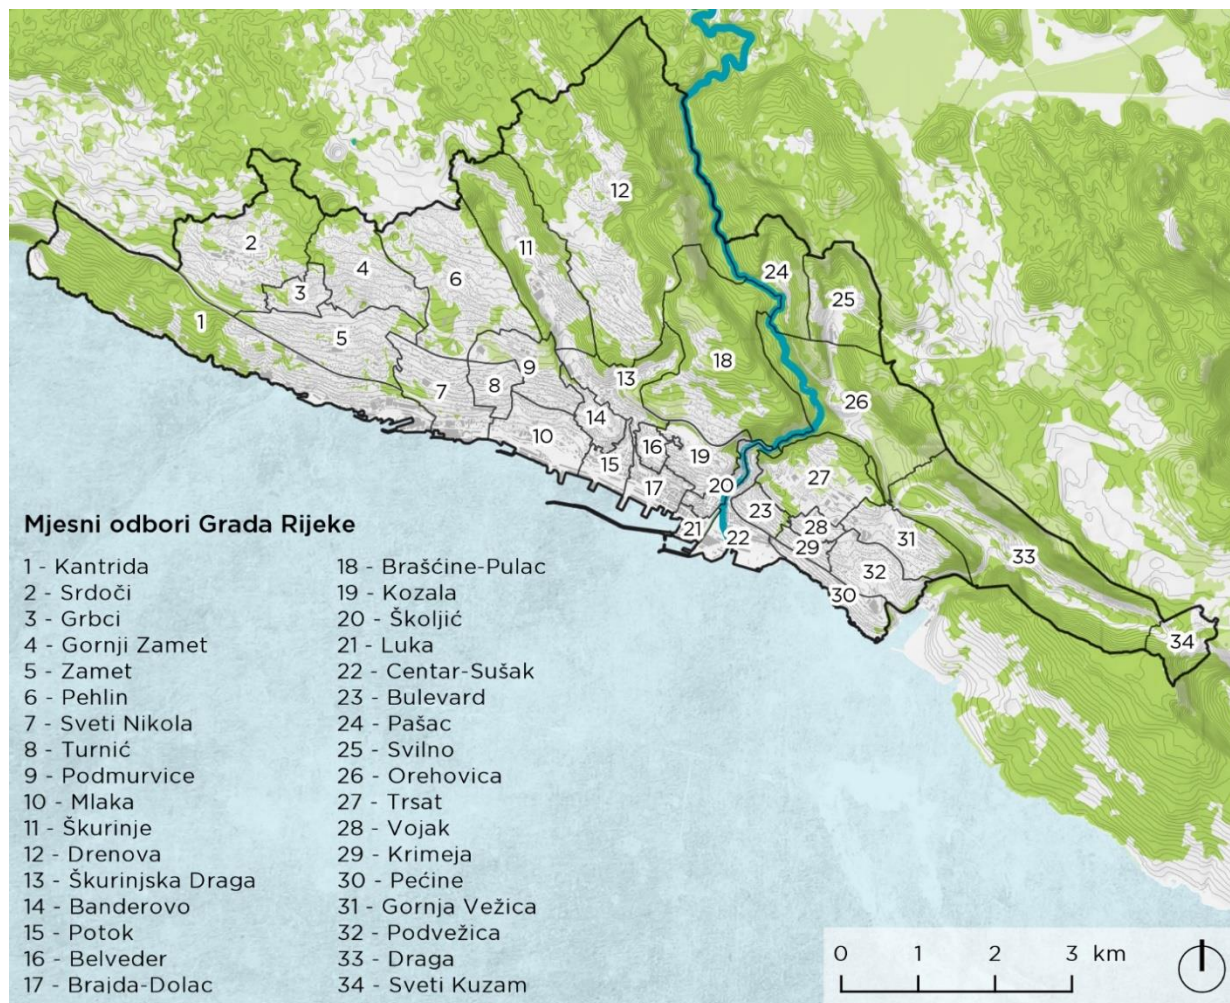 12
11
2
4
6
24
3
25
1
5
18
9
13
7
8
26
14
10
16
19
15
27
17
20
23
28
21
31
22
29
33
32
30
34
Mjesni odbori Grada Rijeke
1 - Kantrida
2 - Srdoči
3 - Grbci
4 - Gornji Zamet
5 - Zamet
6 - Pehlin
7 - Sveti Nikola
8 - Turnić
9 - Podmurvice
10 - Mlaka
11 - Škurinje
12 - Drenova
13 - Škurinjska Draga
14 - Banderovo
15 - Potok
16 - Belveder
17 - Brajda-Dolac
18 - Brašćine-Pulac
19 - Kozala
20 - Školjić
21 - Luka
22 - Centar-Sušak
23 - Bulevard
24 - Pašac
25 - Svilno
26 - Orehovica
27 - Trsat
28 - Vojak
29 - Krimeja
30 - Pećine
31 - Gornja Vežica
32 - Podvežica
33 - Draga
34 - Sveti Kuzam
0 1 2 3 km